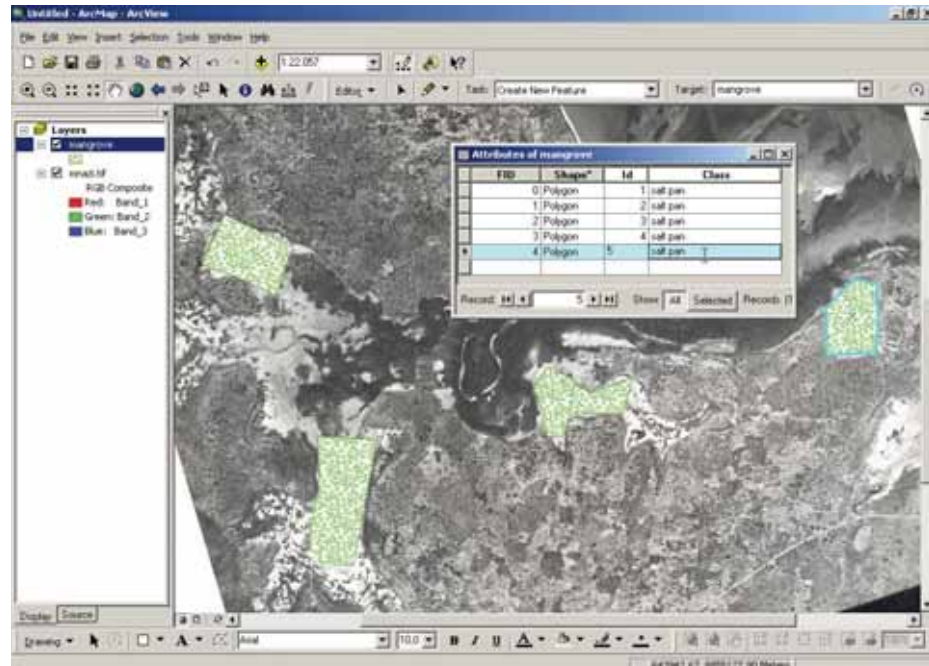 Untitled - ArcMap - ArcView
File Edit View Insert Selection Tools Window Help
1:22.057
Editor Task: Create New Feature Target: mangrove
Layers
mangrove
RGB Composite
Red: Band_1
Green: Band_2
Blue: Band_3
Attributes of mangrove
FID Shape* Id Class
0 Polygon 1 salt pan
1 Polygon 2 salt pan
2 Polygon 3 salt pan
3 Polygon 4 salt pan
4 Polygon 5 salt pan
Record: 5 Show: All Selected Records (1
Display Source
Drawing A Arial 10.0 B I U A